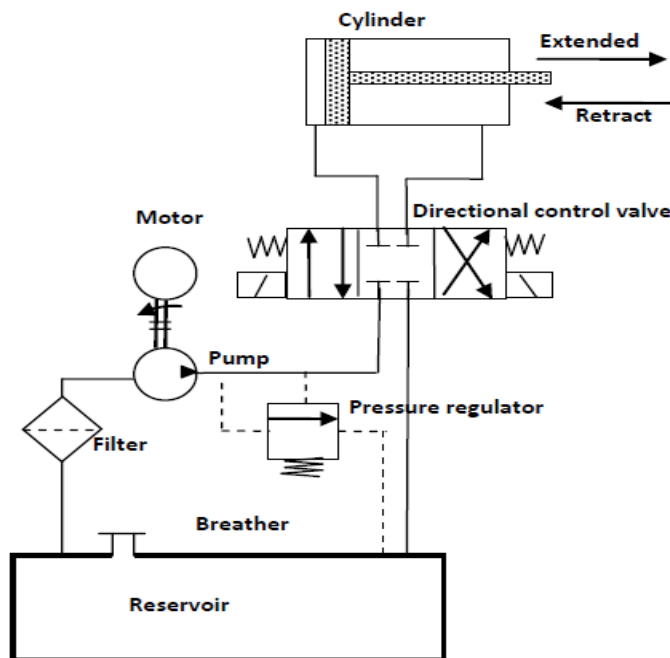 Cylinder
Extended
Retract
Directional control valve
Motor
Pump
Pressure regulator
Filter
Breather
Reservoir